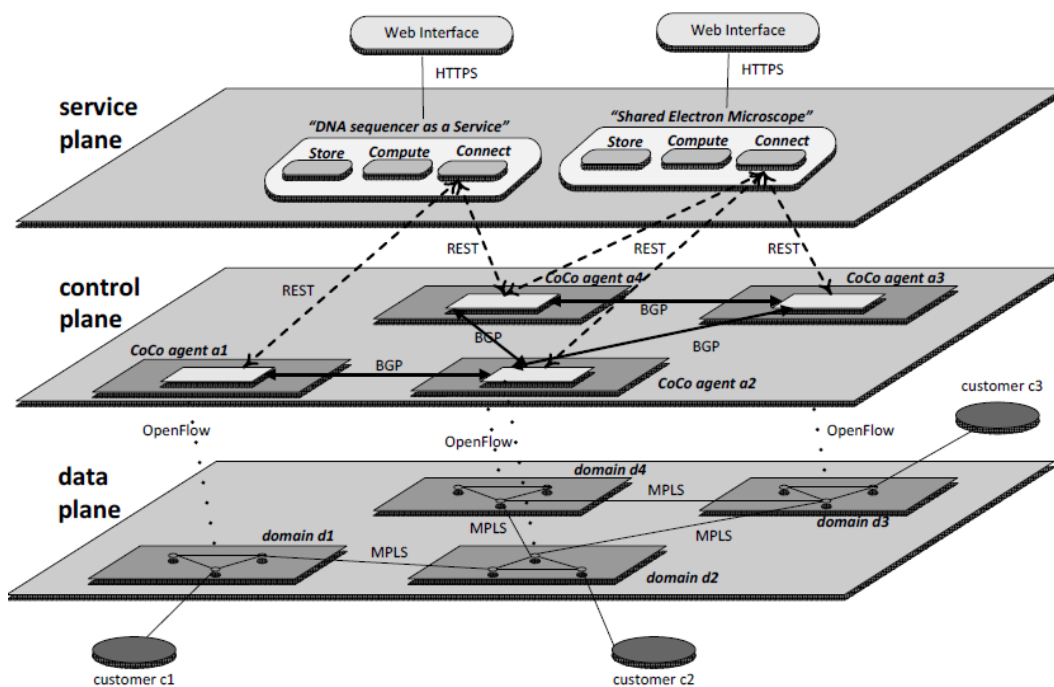 Web Interface
Web Interface
HTTPS
HTTPS
service
plane
“DNA sequencer as a Service”
“Shared Electron Microscope”
Store
Compute
Connect
Store
Compute
Connect
REST
REST
REST
REST
control
plane
CoCo agent a4
CoCo agent a3
BGP
BGP
BGP
CoCo agent a1
BGP
CoCo agent a2
customer c3
OpenFlow
OpenFlow
OpenFlow
data
plane
domain d4
MPLS
domain d3
MPLS
MPLS
domain d1
MPLS
domain d2
customer c1
customer c2